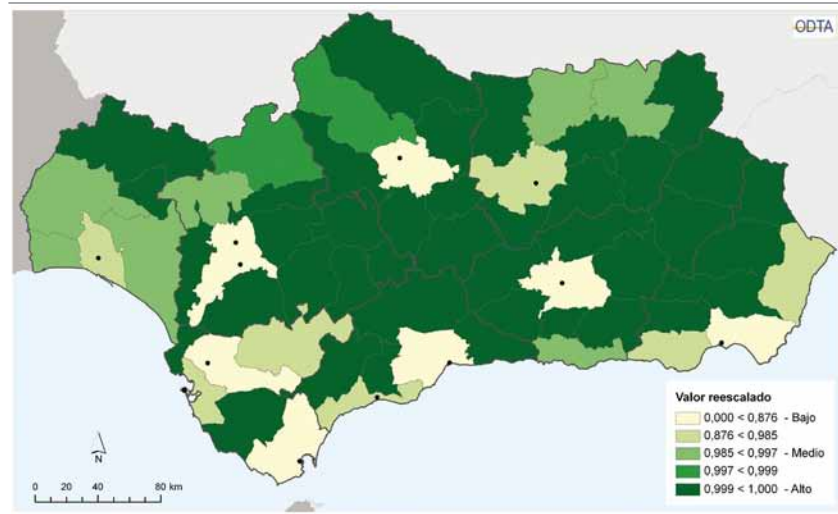 ODTA
Valor reescalado
0,000 < 0,876 - Bajo
0,876 < 0,985
0,985 < 0,997 - Medio
0,997 < 0,999
0,999 < 1,000 - Alto
N
0 20 40 80 km